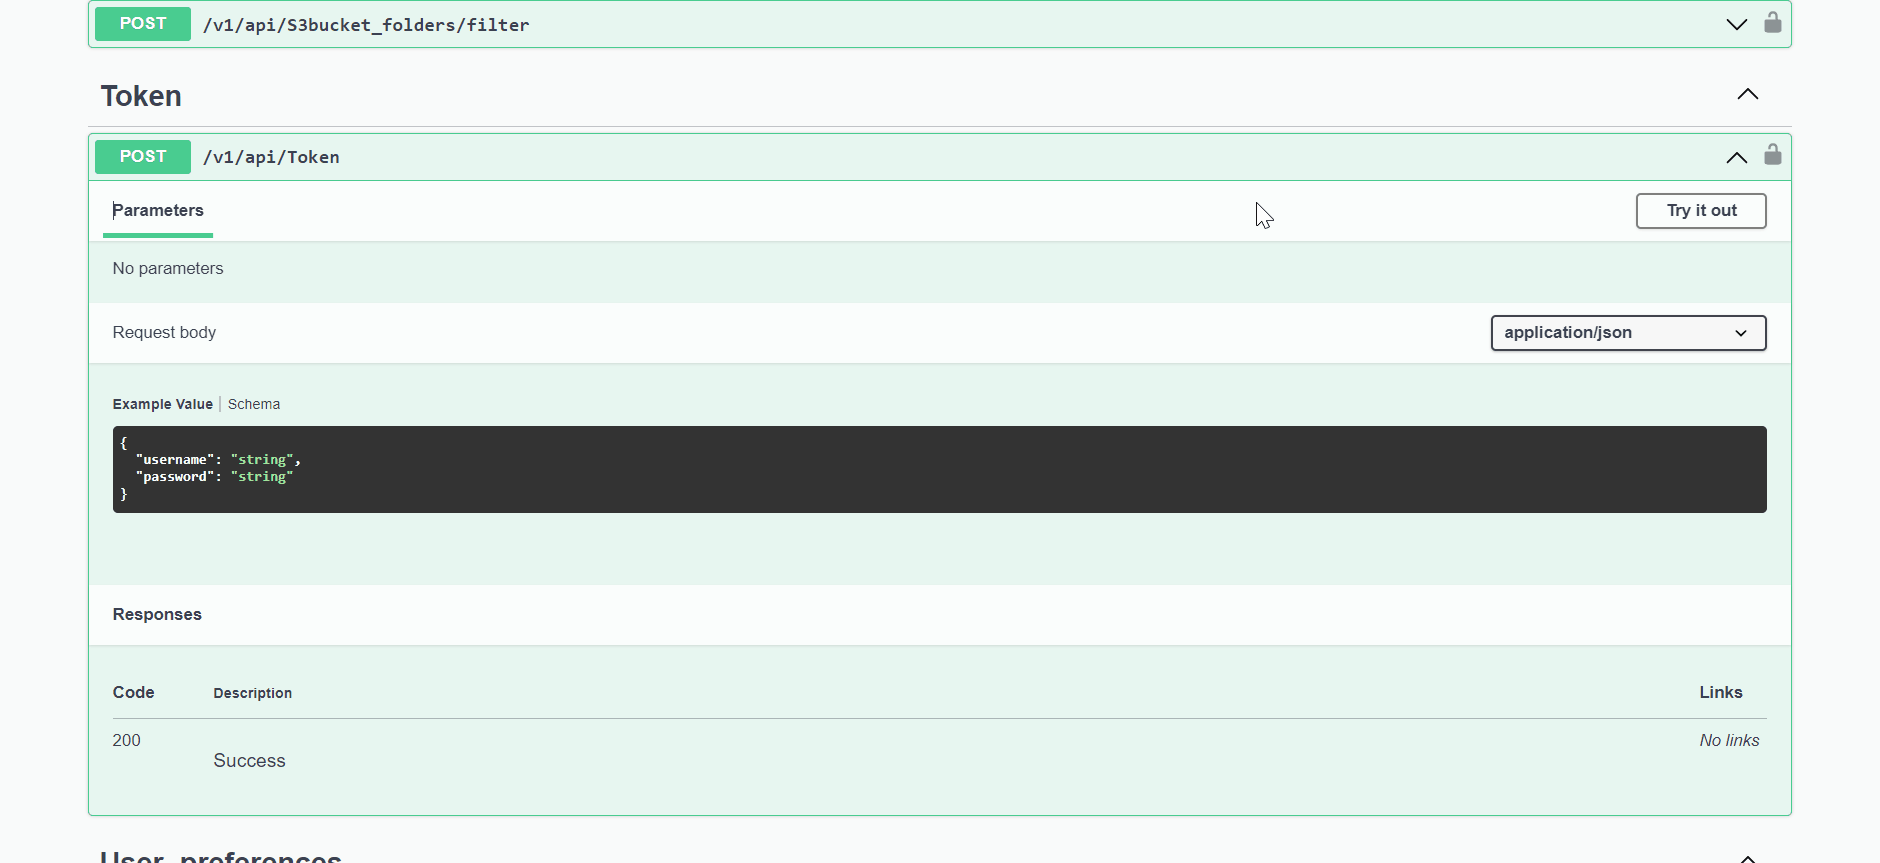 POST /v1/api/S3bucket_folders/filter
Token
POST /v1/api/Token
Parameters Try it out
No parameters
Request body application/json
Example Value | Schema
{
  "username": "string",
  "password": "string"
}
Responses
Code Description Links
200 No links
Success
User_preferences